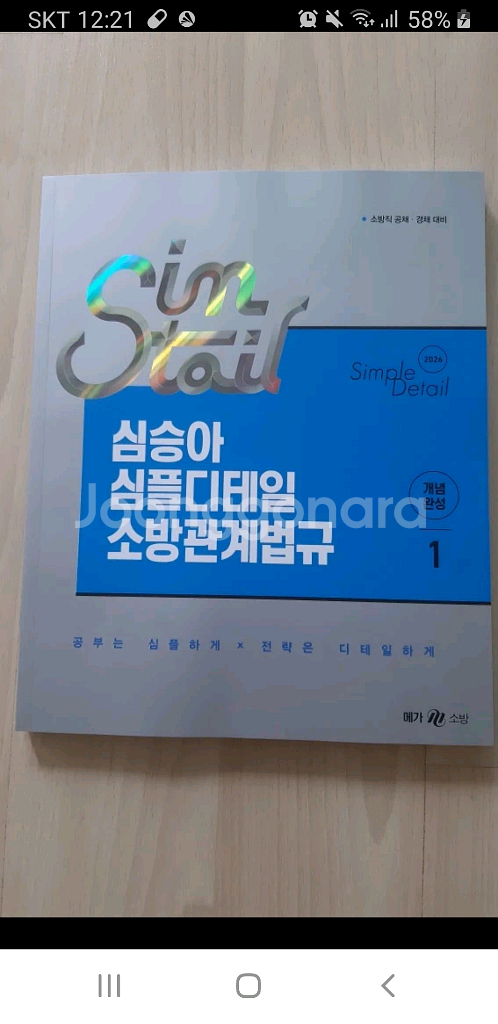 SKT 12:21 58%
소방직 공채 · 경채 대비
Sim
Stail
2026
Simple
Detail
심승아
심플디테일
소방관계법규
개념
완성
1
Joonggonara
공부는 심플하게 × 전략은 디테일하게
메가 소방